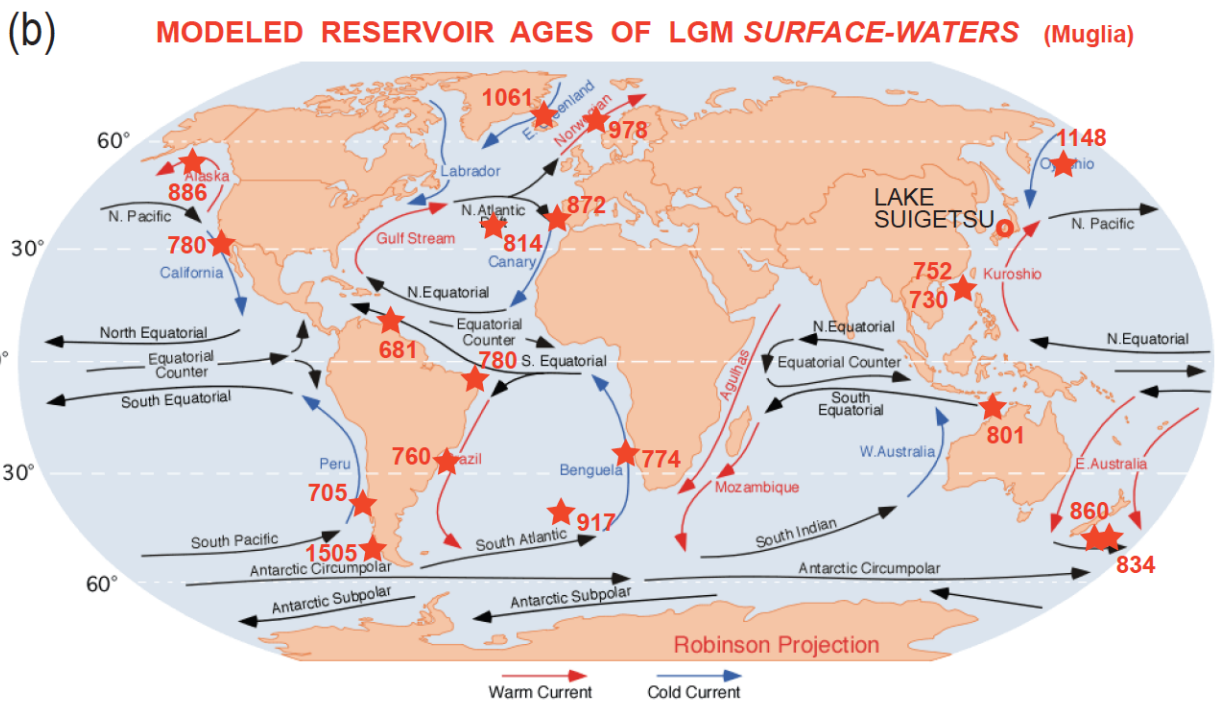 (b)
MODELED RESERVOIR AGES OF LGM SURFACE-WATERS (Muglia)
1061
E. Greenland
Norwegian
978
60°
1148
Alaska
886
Labrador
Oyashio
N. Pacific
N. Atlantic
Drift
872
LAKE
SUIGETSU
N. Pacific
780
30°
Gulf Stream
814
California
Canary
752
730
Kuroshio
N.Equatorial
North Equatorial
Equatorial
Counter
N.Equatorial
N.Equatorial
681
780
S. Equatorial
Equatorial Counter
0°
Equatorial
Counter
Agulhas
South Equatorial
South
Equatorial
801
Peru
760
Brazil
Benguela
774
W.Australia
E.Australia
30°
705
Mozambique
917
860
South Pacific
1505
South Atlantic
South Indian
834
Antarctic Circumpolar
Antarctic Circumpolar
60°
Antarctic Subpolar
Antarctic Subpolar
Robinson Projection
Warm Current
Cold Current